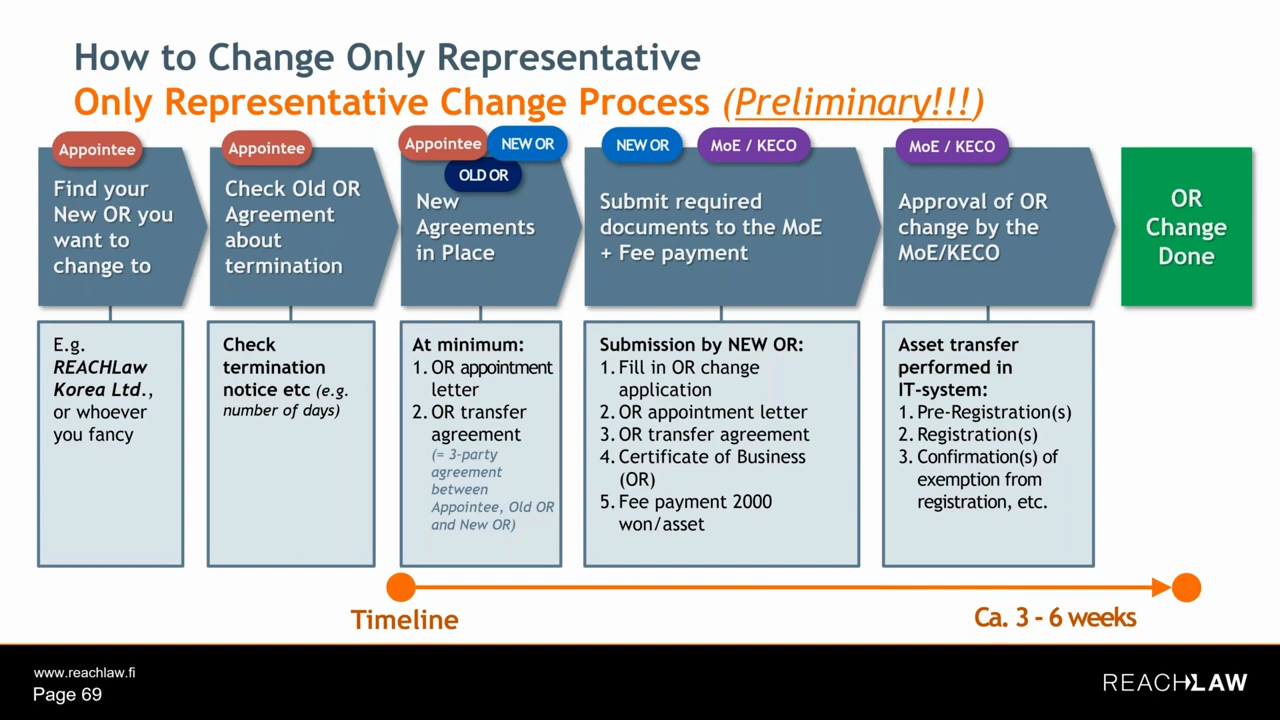 How to Change Only Representative
Only Representative Change Process (Preliminary!!!)
Appointee
Find your
New OR you
want to
change to
Appointee
Check Old OR
Agreement
about
termination
Appointee
NEW OR
OLD OR
New
Agreements
in Place
NEW OR
MoE / KECO
Submit required
documents to the MoE
+ Fee payment
MoE / KECO
Approval of OR
change by the
MoE/KECO
OR
Change
Done
E.g.
REACHLaw
Korea Ltd.,
or whoever
you fancy
Check
termination
notice etc (e.g.
number of days)
At minimum:
1. OR appointment
letter
2. OR transfer
agreement
(= 3-party
agreement
between
Appointee, Old OR
and New OR)
Submission by NEW OR:
1. Fill in OR change
application
2. OR appointment letter
3. OR transfer agreement
4. Certificate of Business
(OR)
5. Fee payment 2000
won/asset
Asset transfer
performed in
IT-system:
1. Pre-Registration(s)
2. Registration(s)
3. Confirmation(s) of
exemption from
registration, etc.
Timeline
Ca. 3 - 6 weeks
www.reachlaw.fi
Page 69
REACHLAW